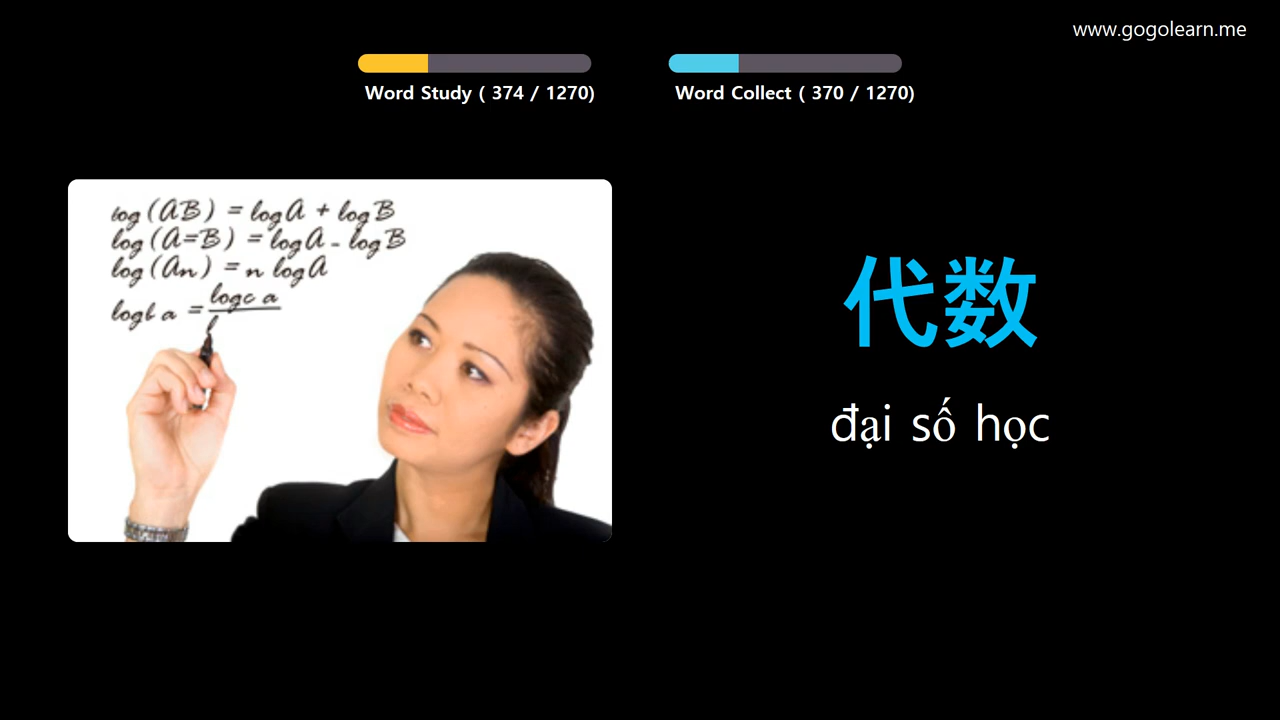 www.gogolearn.me
Word Study ( 374 / 1270)
Word Collect ( 370 / 1270)
log (AB) = log A + log B
log (A=B) = log A - log B
log (An) = n log A
logb a = logc a
代数
đại số học